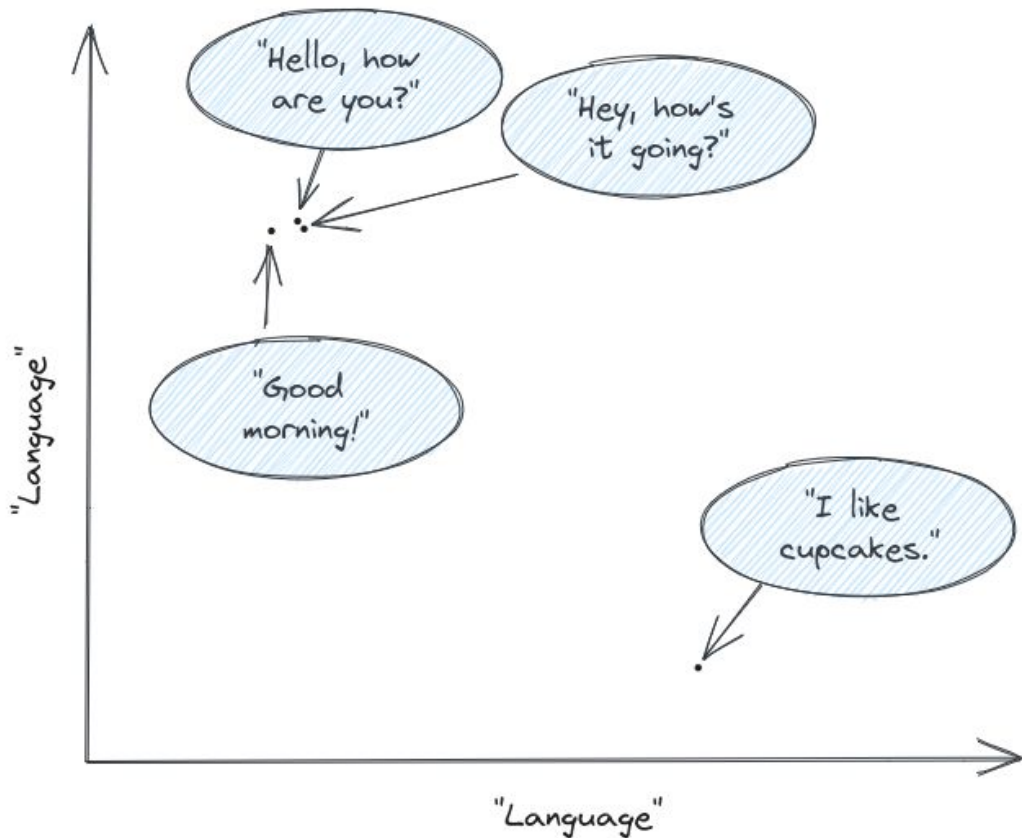 "Hello, how
are you?"
"Hey, how's
it going?"
"Good
morning!"
"I like
cupcakes."
"Language"
"Language"